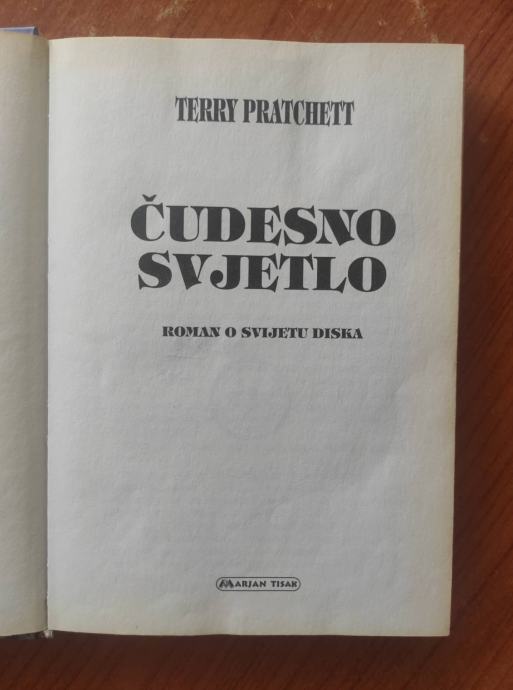 TERRY PRATCHETT
ČUDESNO
SVJETLO
ROMAN O SVIJETU DISKA
MARJAN TISAK